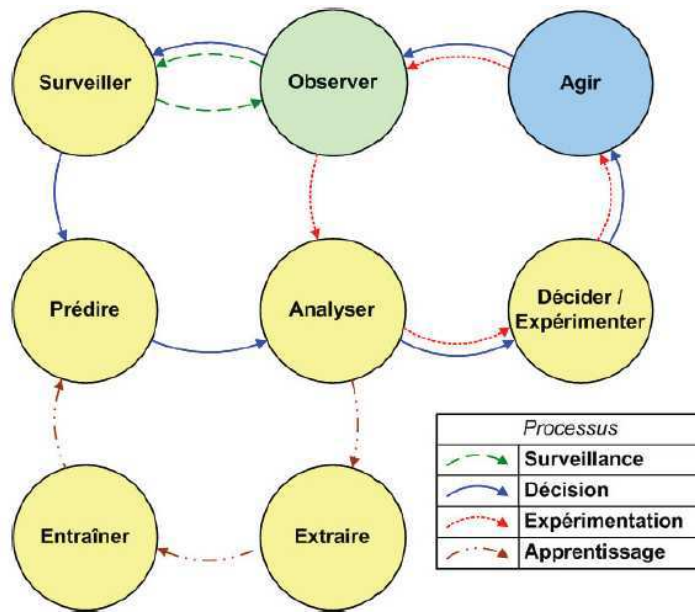 Surveiller
Observer
Agir
Prédire
Analyser
Décider /
Expérimenter
Entraîner
Extraire
Processus
Surveillance
Décision
Expérimentation
Apprentissage